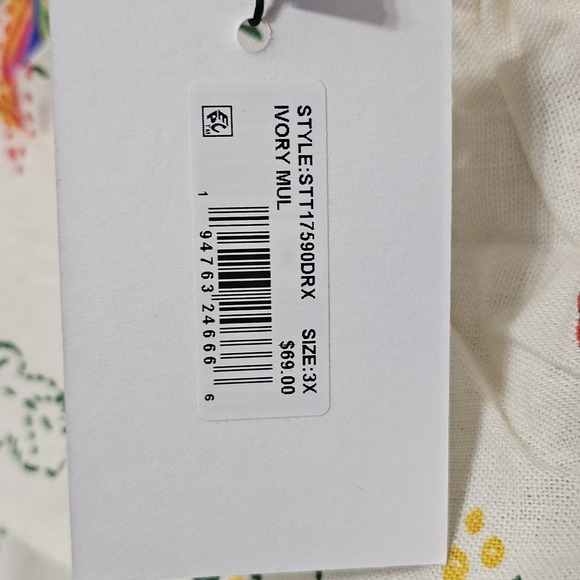 STYLE:STT17590DRX SIZE:3X
IVORY MUL $69.00
1 94763 24666 6